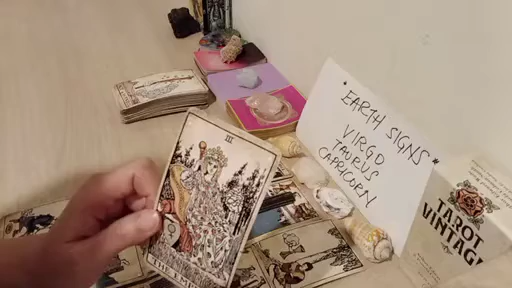 III
* EARTH SIGNS *
VIRGO
TAURUS
CAPRICORN
TAROT
VINTAG